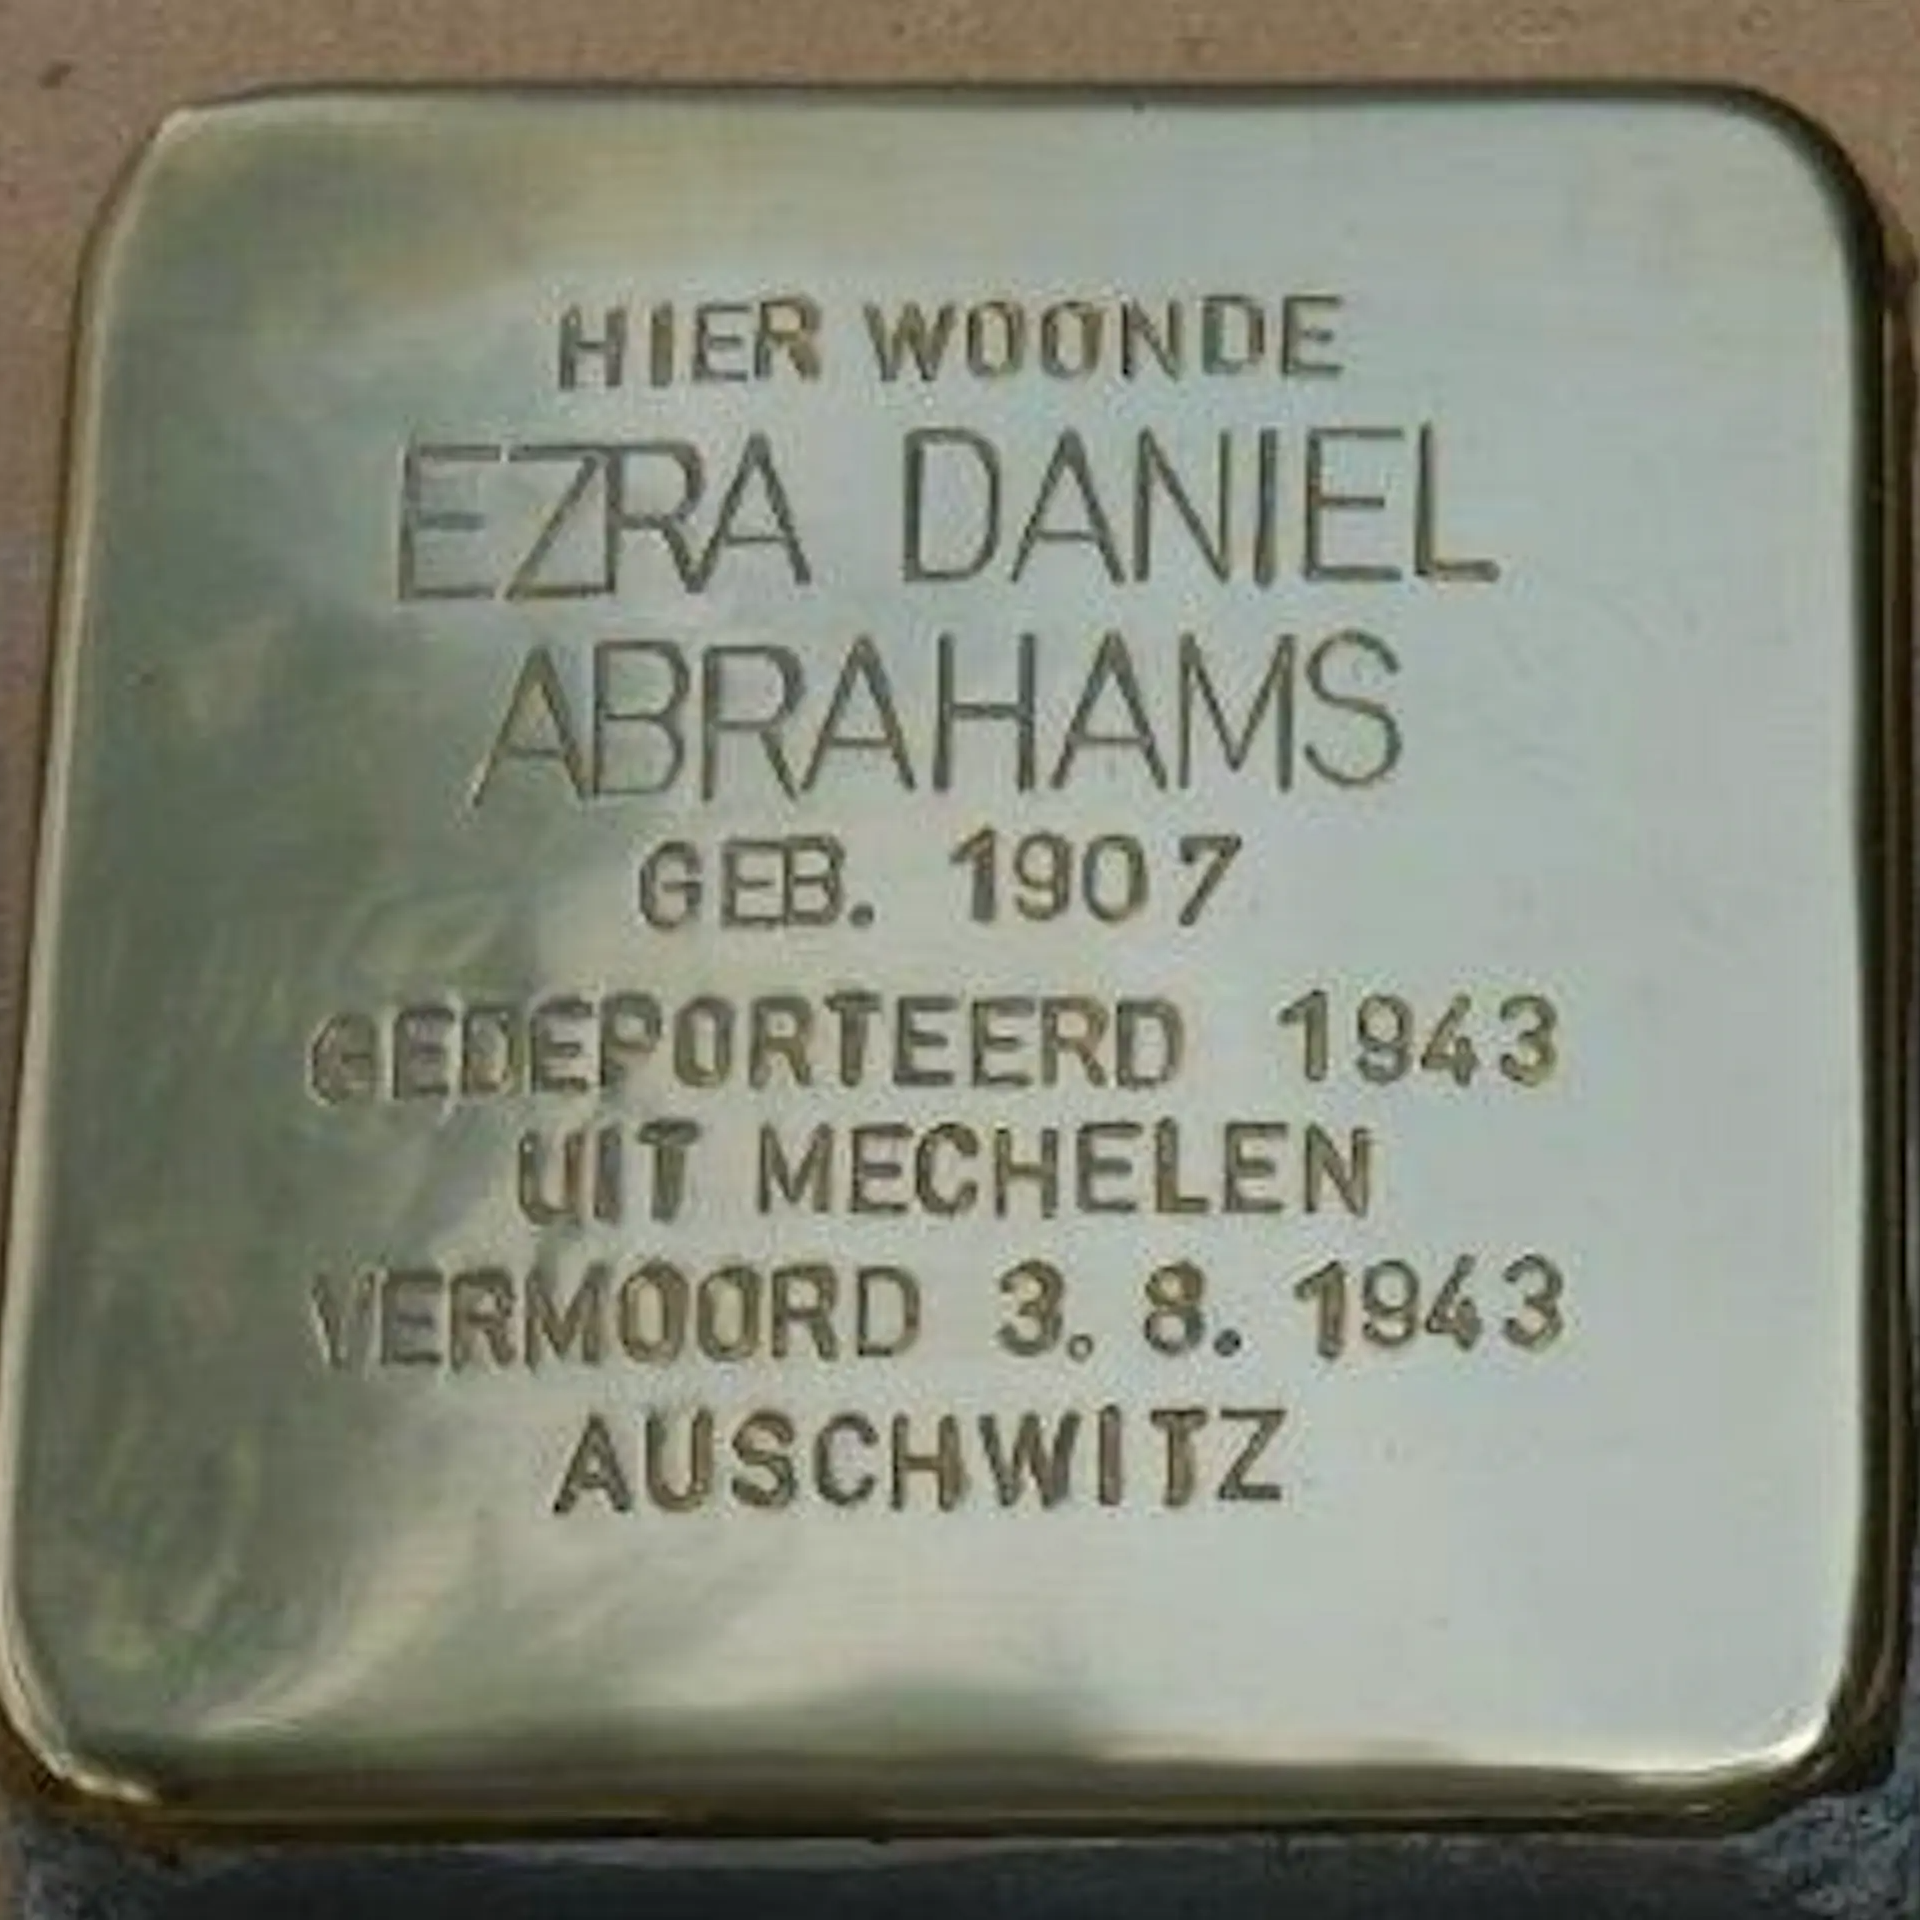 HIER WOONDE
EZRA DANIEL
ABRAHAMS
GEB. 1907
GEDEPORTEERD 1943
UIT MECHELEN
VERMOORD 3.8.1943
AUSCHWITZ